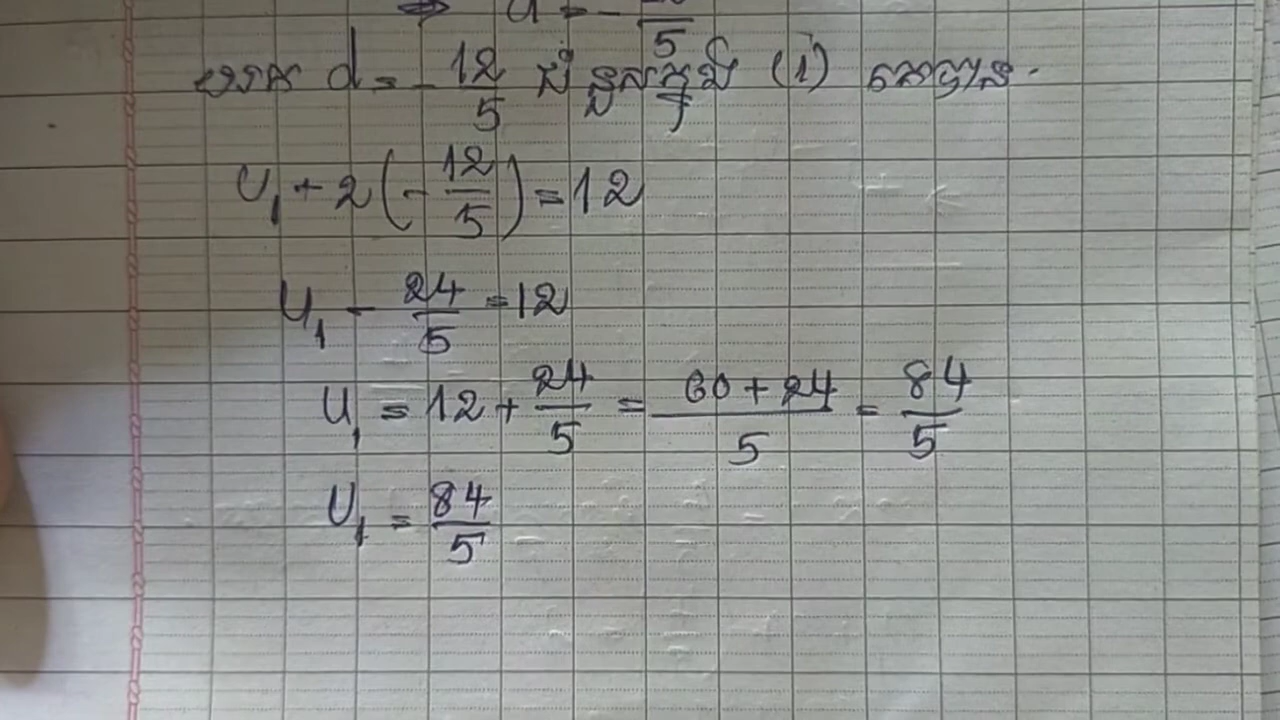 ⇒ d = - /5
យក d = - 12/5 ជំនួសក្នុង (1) គេបាន
U₁ + 2(- 12/5) = 12
U₁ - 24/5 = 12
U₁ = 12 + 24/5 = 60 + 24/5 = 84/5
U₁ = 84/5